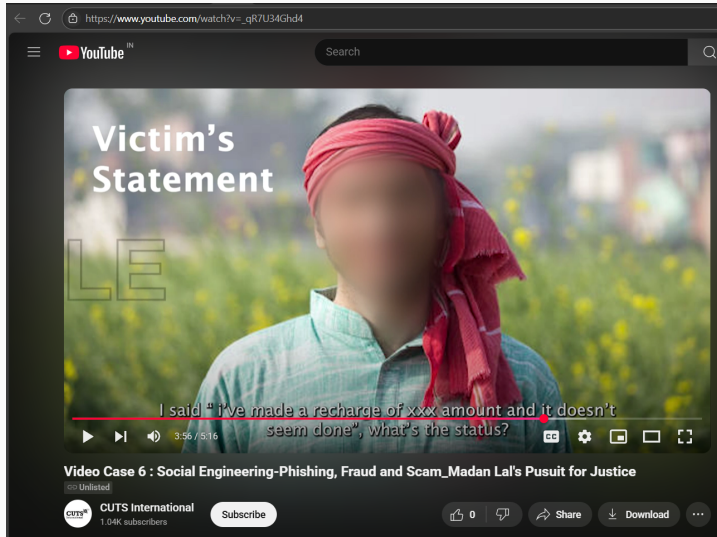 https://www.youtube.com/watch?v=_qR7U34Ghd4
YouTube IN
Search
Victim's
Statement
LE
I said " i've made a recharge of xxx amount and it doesn't
seem done", what's the status?
3:56 / 5:16
CC
Video Case 6 : Social Engineering-Phishing, Fraud and Scam_Madan Lal's Pusuit for Justice
Unlisted
CUTS
CUTS International
1.04K subscribers
Subscribe
0
Share
Download